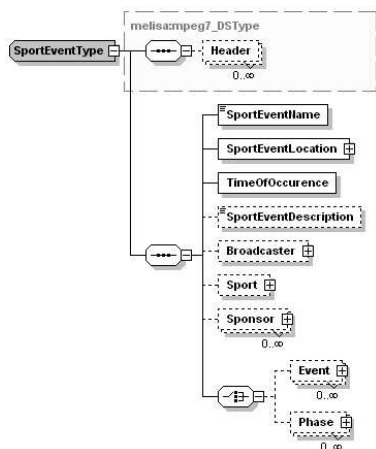 melisa:mpeg7_DSType
SportEventType
Header
0..∞
SportEventName
SportEventLocation
TimeOfOccurence
SportEventDescription
Broadcaster
Sport
Sponsor
0..∞
Event
0..∞
Phase
0..∞